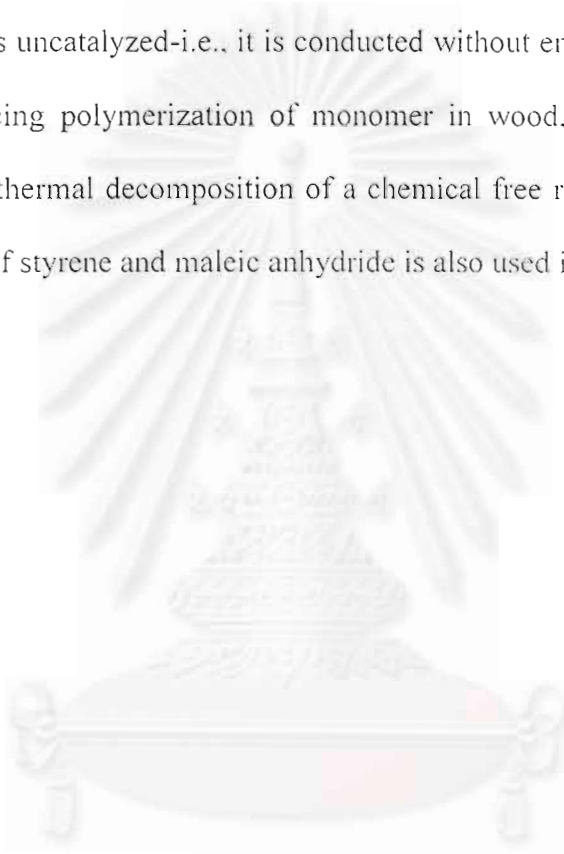 s uncatalyzed-i.e., it is conducted without er
ing polymerization of monomer in wood.
thermal decomposition of a chemical free r
f styrene and maleic anhydride is also used i